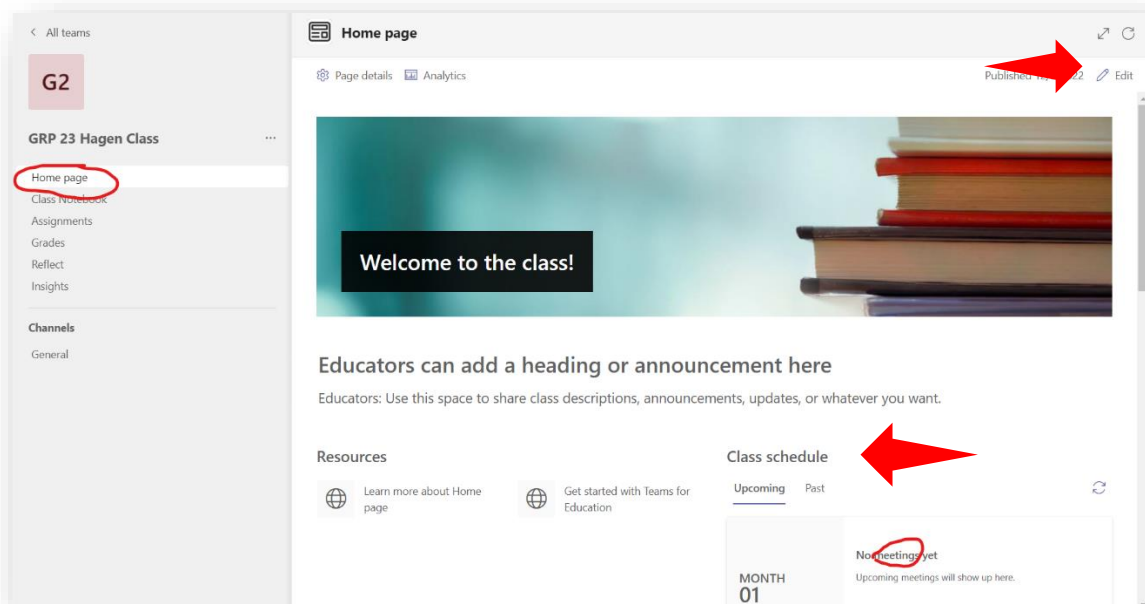 All teams
G2
GRP 23 Hagen Class
Home page
Class Notebook
Assignments
Grades
Reflect
Insights
Channels
General
Home page
Page details
Analytics
Published
22
Edit
Welcome to the class!
Educators can add a heading or announcement here
Educators: Use this space to share class descriptions, announcements, updates, or whatever you want.
Resources
Learn more about Home
page
Get started with Teams for
Education
Class schedule
Upcoming
Past
No meetings yet
Upcoming meetings will show up here.
MONTH
01